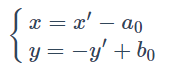 x = x′ − a₀
y = −y′ + b₀